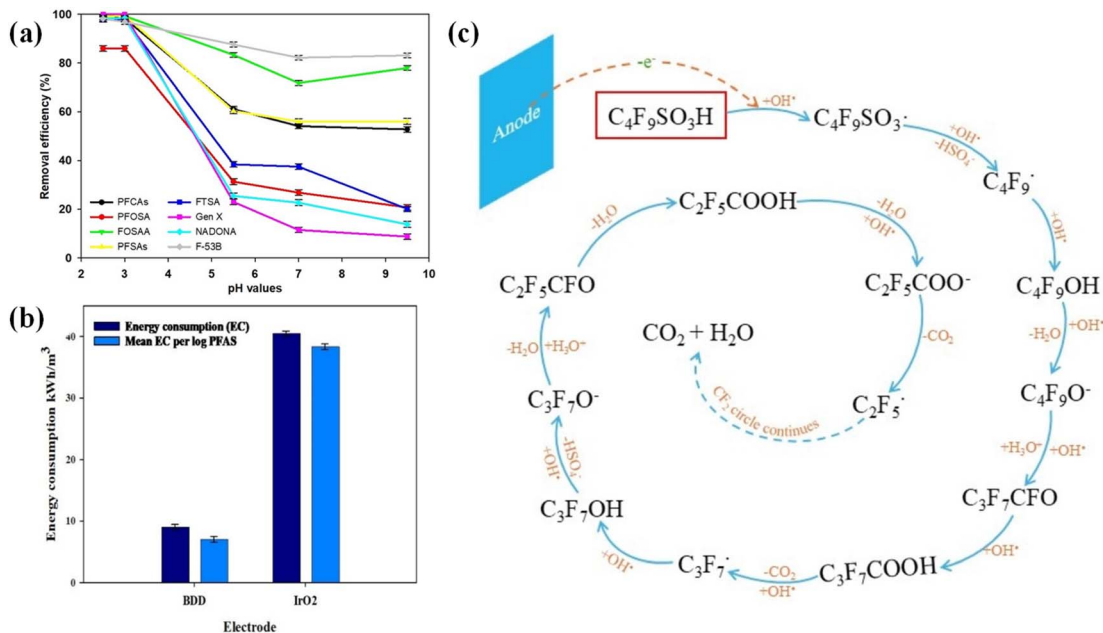 (a)
Removal efficiency (%)
100
80
60
40
20
0
PFCAs
PFOSA
FOSAA
PFSAs
FTSA
Gen X
NADONA
F-53B
2 3 4 5 6 7 8 9 10
pH values
(b)
Energy consumption kWh/m³
40
30
20
10
0
Energy consumption (EC)
Mean EC per log PFAS
BDD IrO2
Electrode
(c)
Anode
-e⁻
C₄F₉SO₃H
+OH•
C₄F₉SO₃·
+OH•
-HSO₄⁻
C₄F₉·
+OH•
C₄F₉OH
-H₂O +OH•
C₄F₉O⁻
+H₃O⁺ +OH•
C₃F₇CFO
+OH•
C₃F₇COOH
-CO₂
+OH•
C₃F₇·
+OH•
C₃F₇OH
-HSO₄⁻
+OH•
C₃F₇O⁻
-H₂O +H₃O⁺
C₂F₅CFO
-H₂O
C₂F₅COOH
-H₂O
+OH•
C₂F₅COO⁻
-CO₂
C₂F₅·
CF₂ circle continues
CO₂ + H₂O